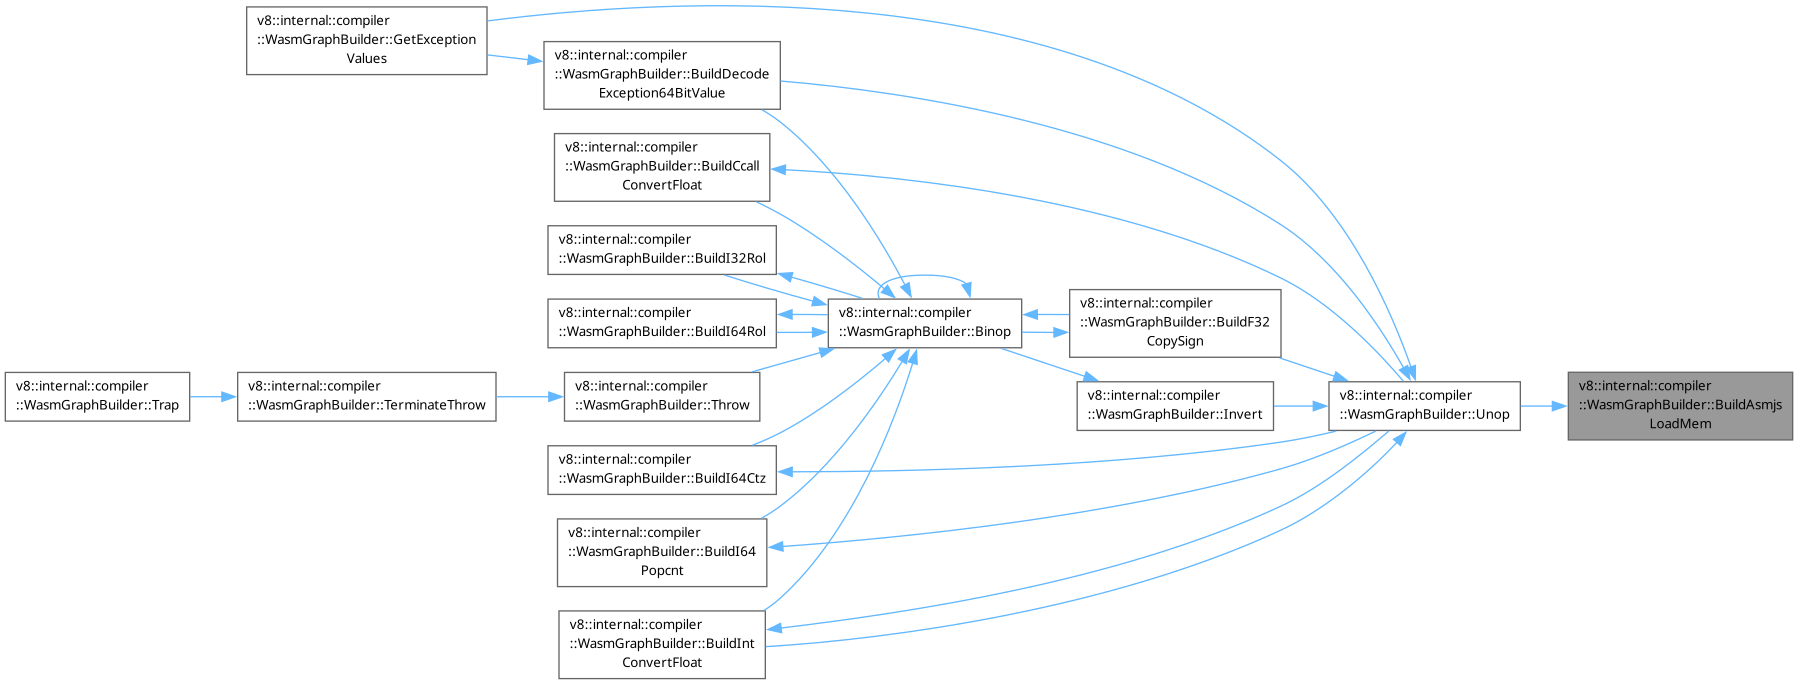 v8::internal::compiler
::WasmGraphBuilder::GetException
Values
v8::internal::compiler
::WasmGraphBuilder::BuildDecode
Exception64BitValue
v8::internal::compiler
::WasmGraphBuilder::BuildCcall
ConvertFloat
v8::internal::compiler
::WasmGraphBuilder::BuildI32Rol
v8::internal::compiler
::WasmGraphBuilder::BuildI64Rol
v8::internal::compiler
::WasmGraphBuilder::Binop
v8::internal::compiler
::WasmGraphBuilder::BuildF32
CopySign
v8::internal::compiler
::WasmGraphBuilder::Trap
v8::internal::compiler
::WasmGraphBuilder::TerminateThrow
v8::internal::compiler
::WasmGraphBuilder::Throw
v8::internal::compiler
::WasmGraphBuilder::Invert
v8::internal::compiler
::WasmGraphBuilder::Unop
v8::internal::compiler
::WasmGraphBuilder::BuildAsmjs
LoadMem
v8::internal::compiler
::WasmGraphBuilder::BuildI64Ctz
v8::internal::compiler
::WasmGraphBuilder::BuildI64
Popcnt
v8::internal::compiler
::WasmGraphBuilder::BuildInt
ConvertFloat